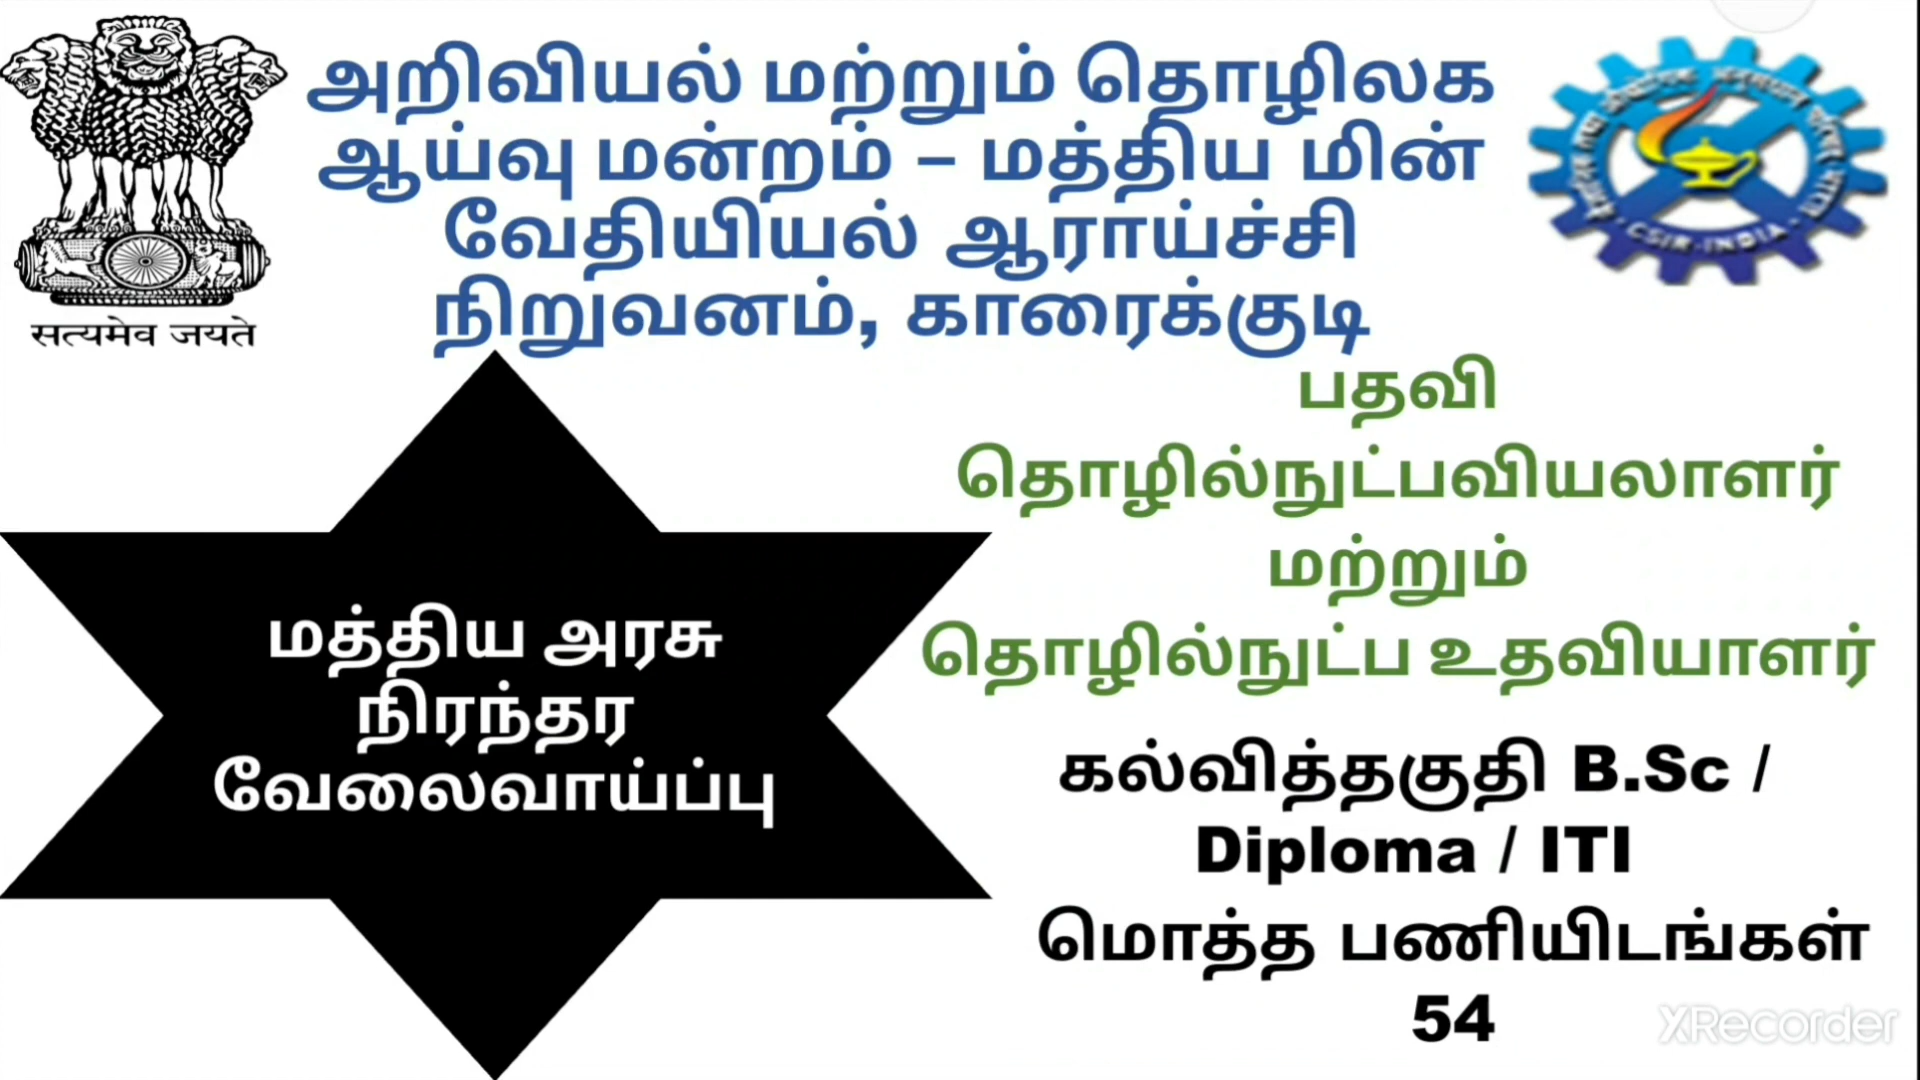 அறிவியல் மற்றும் தொழிலக
ஆய்வு மன்றம் – மத்திய மின்
வேதியியல் ஆராய்ச்சி
நிறுவனம், காரைக்குடி
सत्यमेव जयते
CSIR-INDIA
பதவி
தொழில்நுட்பவியலாளர்
மற்றும்
தொழில்நுட்ப உதவியாளர்
மத்திய அரசு
நிரந்தர
வேலைவாய்ப்பு
கல்வித்தகுதி B.Sc /
Diploma / ITI
மொத்த பணியிடங்கள்
54
XRecorder